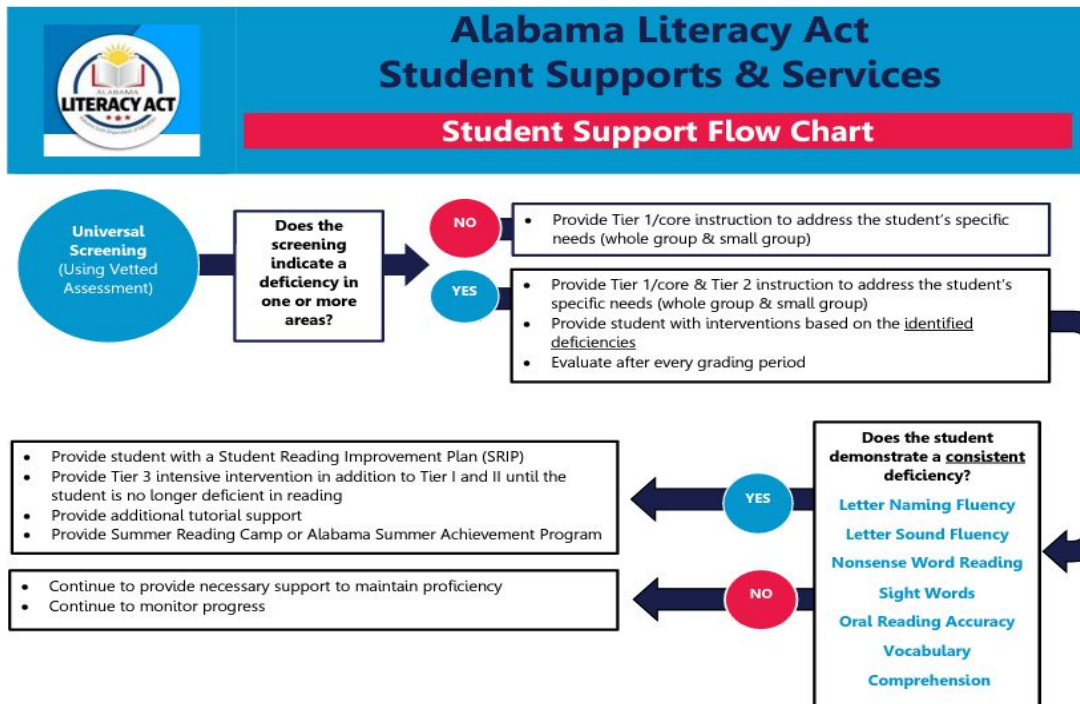 ALABAMA
LITERACY ACT
Alabama Literacy Act
Student Supports & Services
Student Support Flow Chart
Universal
Screening
(Using Vetted
Assessment)
Does the
screening
indicate a
deficiency in
one or more
areas?
NO
• Provide Tier 1/core instruction to address the student's specific
needs (whole group & small group)
YES
• Provide Tier 1/core & Tier 2 instruction to address the student's
specific needs (whole group & small group)
• Provide student with interventions based on the identified
deficiencies
• Evaluate after every grading period
Does the student
demonstrate a consistent
deficiency?
Letter Naming Fluency
Letter Sound Fluency
Nonsense Word Reading
Sight Words
Oral Reading Accuracy
Vocabulary
Comprehension
YES
• Provide student with a Student Reading Improvement Plan (SRIP)
• Provide Tier 3 intensive intervention in addition to Tier I and II until the
student is no longer deficient in reading
• Provide additional tutorial support
• Provide Summer Reading Camp or Alabama Summer Achievement Program
NO
• Continue to provide necessary support to maintain proficiency
• Continue to monitor progress